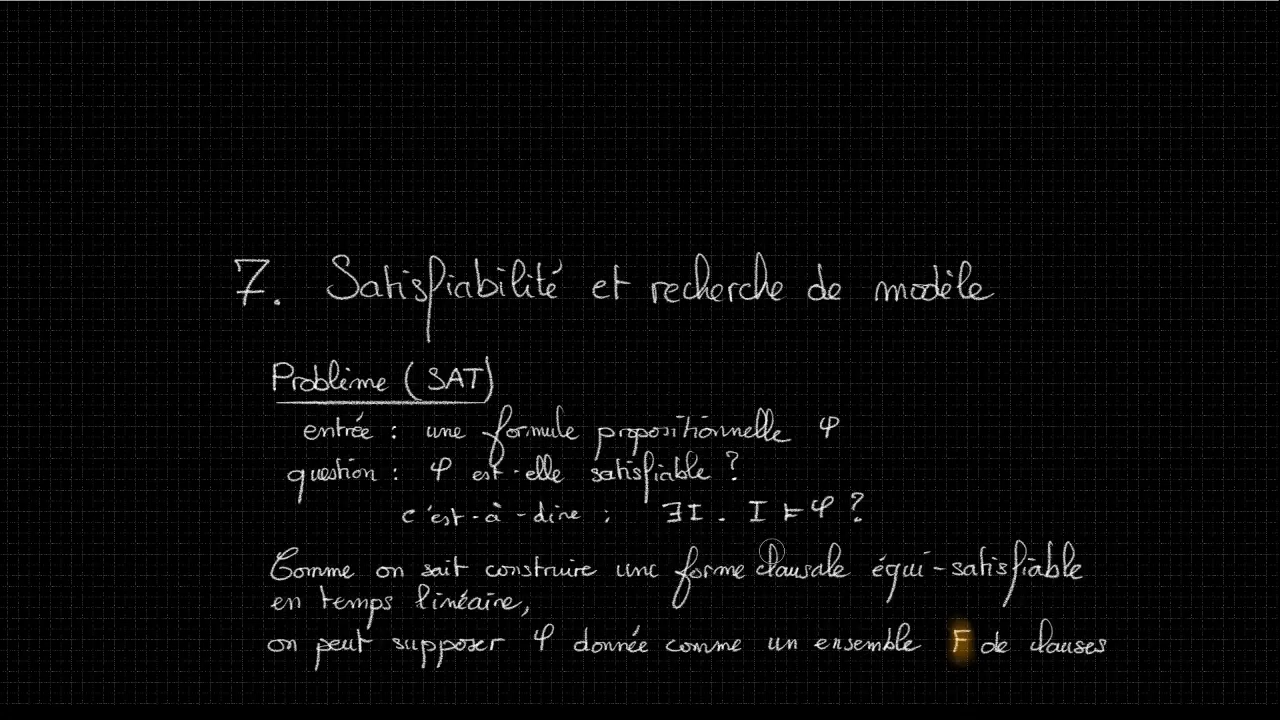 7. Satisfiabilité et recherche de modèle
Problème (SAT)
entrée : une formule propositionnelle φ
question : φ est-elle satisfiable ?
c'est-à-dire : ∃I. I ⊨ φ ?
Comme on sait construire une forme clausale équi-satisfiable
en temps linéaire,
on peut supposer φ donnée comme un ensemble F de clauses